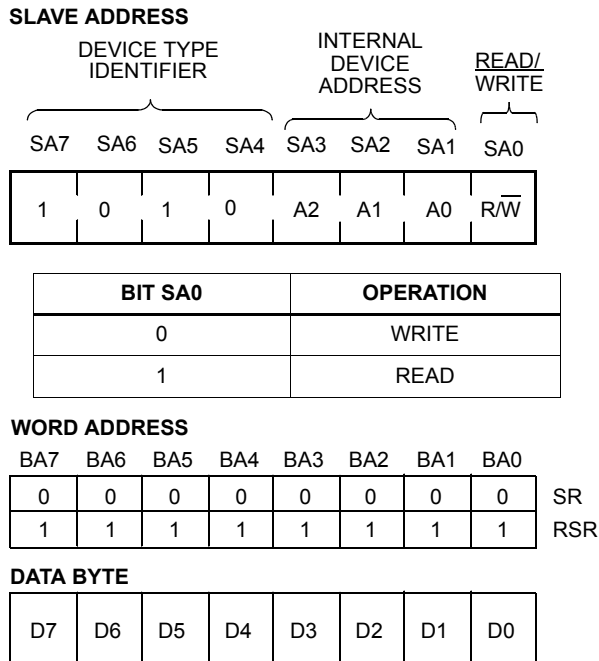 SLAVE ADDRESS
DEVICE TYPE IDENTIFIER
INTERNAL DEVICE ADDRESS
READ/ WRITE
SA7 SA6 SA5 SA4 SA3 SA2 SA1 SA0
1 0 1 0 A2 A1 A0 R/W̅
BIT SA0 OPERATION
0 WRITE
1 READ
WORD ADDRESS
BA7 BA6 BA5 BA4 BA3 BA2 BA1 BA0
0 0 0 0 0 0 0 0 SR
1 1 1 1 1 1 1 1 RSR
DATA BYTE
D7 D6 D5 D4 D3 D2 D1 D0